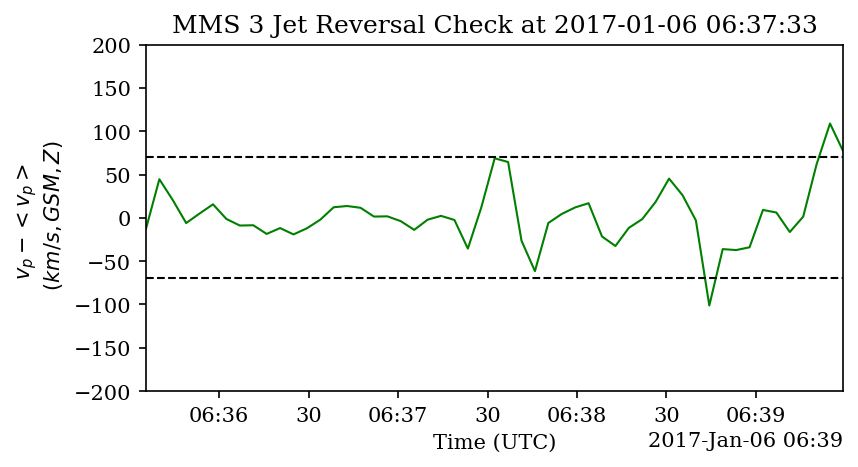 MMS 3 Jet Reversal Check at 2017-01-06 06:37:33
200
150
100
50
0
−50
−100
−150
−200
v_p − < v_p >
(km/s, GSM, Z)
06:36 30 06:37 30 06:38 30 06:39
Time (UTC)
2017-Jan-06 06:39